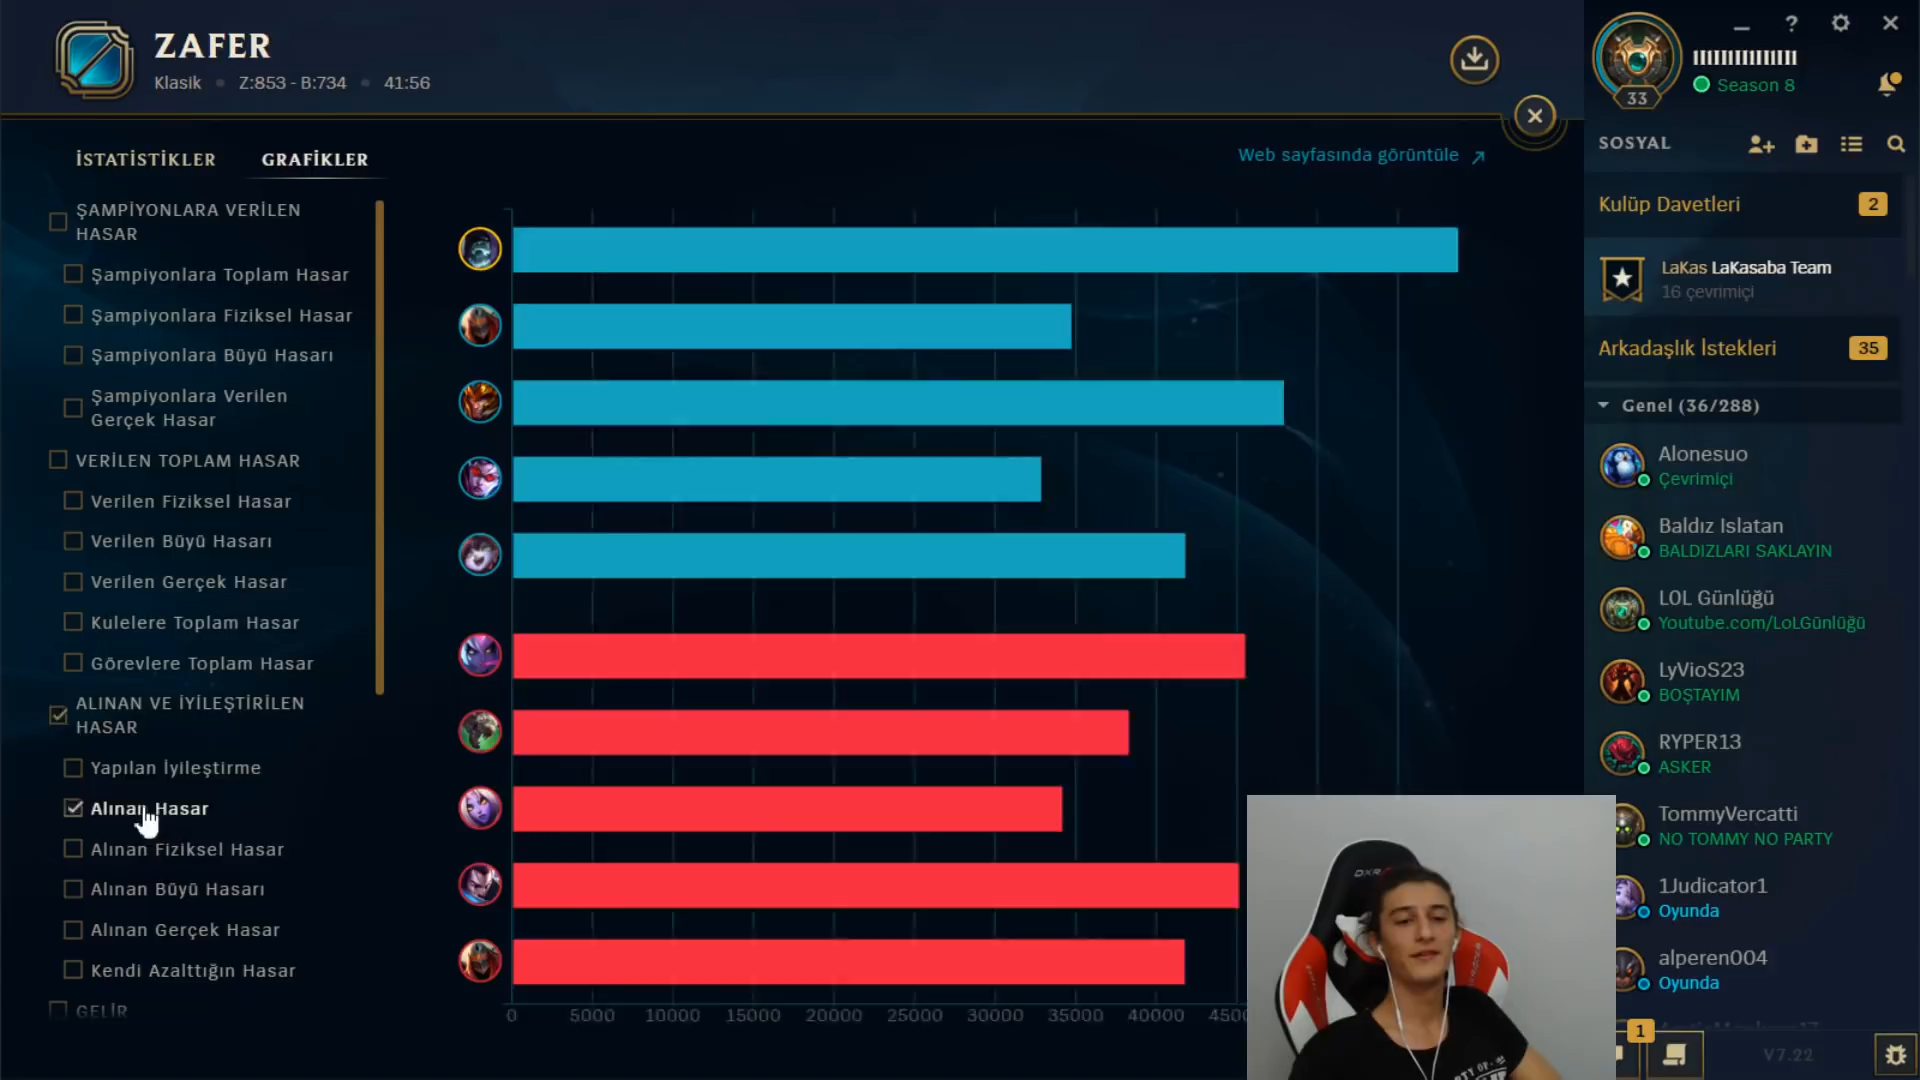 ZAFER
Klasik • Z:853 - B:734 • 41:56
İSTATİSTİKLER
GRAFİKLER
Web sayfasında görüntüle
ŞAMPİYONLARA VERİLEN
HASAR
Şampiyonlara Toplam Hasar
Şampiyonlara Fiziksel Hasar
Şampiyonlara Büyü Hasarı
Şampiyonlara Verilen
Gerçek Hasar
VERİLEN TOPLAM HASAR
Verilen Fiziksel Hasar
Verilen Büyü Hasarı
Verilen Gerçek Hasar
Kulelere Toplam Hasar
Görevlere Toplam Hasar
ALINAN VE İYİLEŞTİRİLEN
HASAR
Yapılan İyileştirme
Alınan Hasar
Alınan Fiziksel Hasar
Alınan Büyü Hasarı
Alınan Gerçek Hasar
Kendi Azalttığın Hasar
GELİR
0 5000 10000 15000 20000 25000 30000 35000 40000
33
lllllllllllllll
Season 8
SOSYAL
Kulüp Davetleri 2
LaKas LaKasaba Team
16 çevrimiçi
Arkadaşlık İstekleri 35
Genel (36/288)
Alonesuo
Çevrimiçi
Baldız Islatan
BALDIZLARI SAKLAYIN
LOL Günlüğü
Youtube.com/LoLGünlüğü
LyVioS23
BOŞTAYIM
RYPER13
ASKER
TommyVercatti
NO TOMMY NO PARTY
1Judicator1
Oyunda
alperen004
Oyunda
1
V7.22